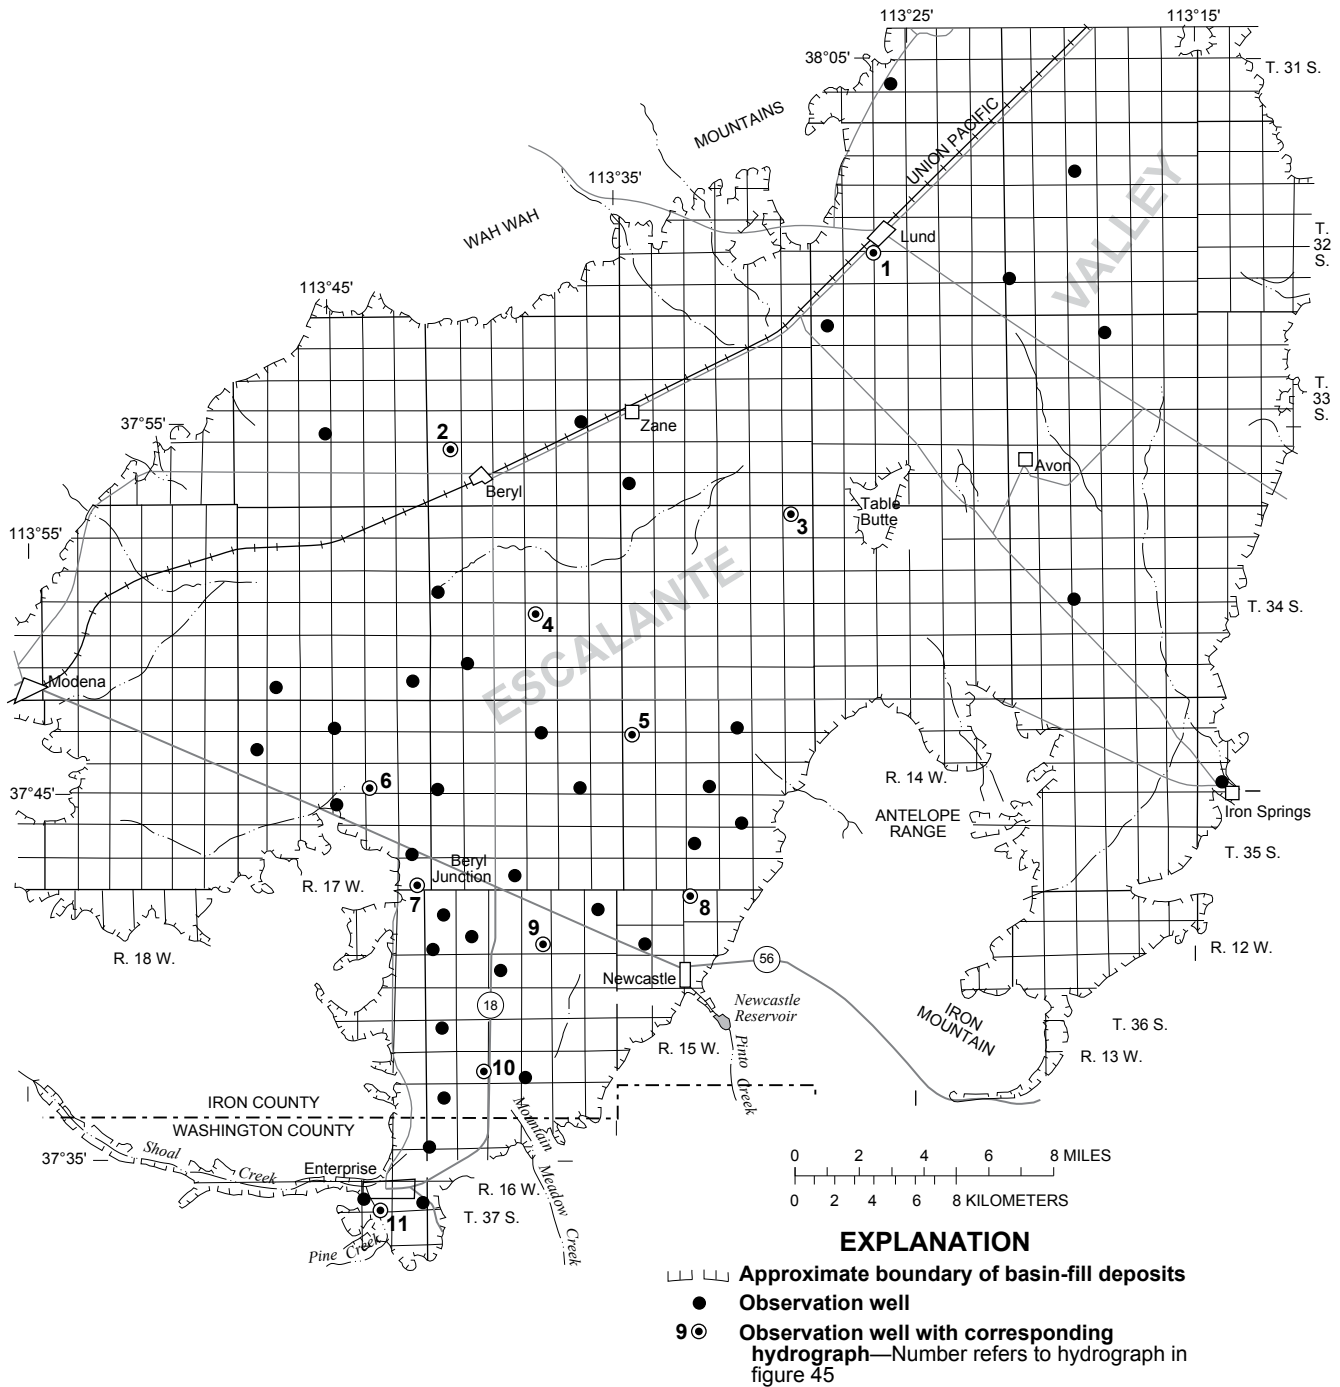 113°25'
113°15'
38°05'
T. 31 S.
MOUNTAINS
UNION PACIFIC
VALLEY
113°35'
WAH WAH
Lund
1
T.
32
S.
113°45'
T.
33
S.
37°55'
2
Zane
Beryl
Avon
Table
Butte
3
113°55'
ESCALANTE
4
T. 34 S.
Modena
5
6
R. 14 W.
37°45'
ANTELOPE
RANGE
Iron Springs
T. 35 S.
Beryl
Junction
R. 17 W.
7
8
9
R. 18 W.
R. 12 W.
56
Newcastle
18
Newcastle
Reservoir
IRON
MOUNTAIN
T. 36 S.
R. 15 W.
R. 13 W.
Pinto Creek
10
IRON COUNTY
WASHINGTON COUNTY
Mountain Meadow Creek
Shoal Creek
37°35'
Enterprise
R. 16 W.
T. 37 S.
11
Pine Creek
0 2 4 6 8 MILES
0 2 4 6 8 KILOMETERS
EXPLANATION
Approximate boundary of basin-fill deposits
Observation well
9 Observation well with corresponding
hydrograph—Number refers to hydrograph in
figure 45